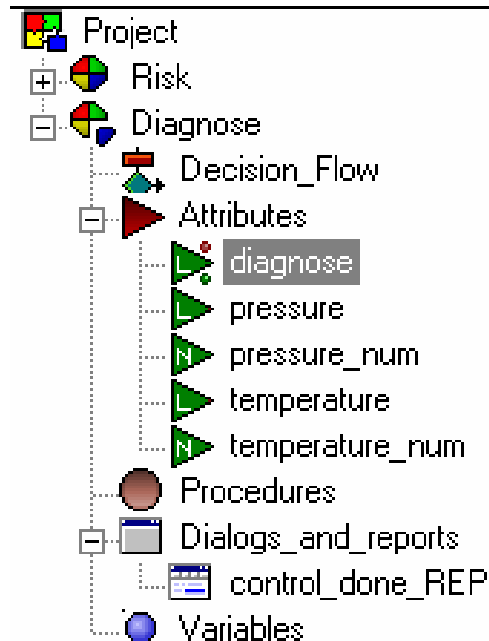 Project
Risk
Diagnose
Decision_Flow
Attributes
L diagnose
L pressure
N pressure_num
L temperature
N temperature_num
Procedures
Dialogs_and_reports
control_done_REP
Variables